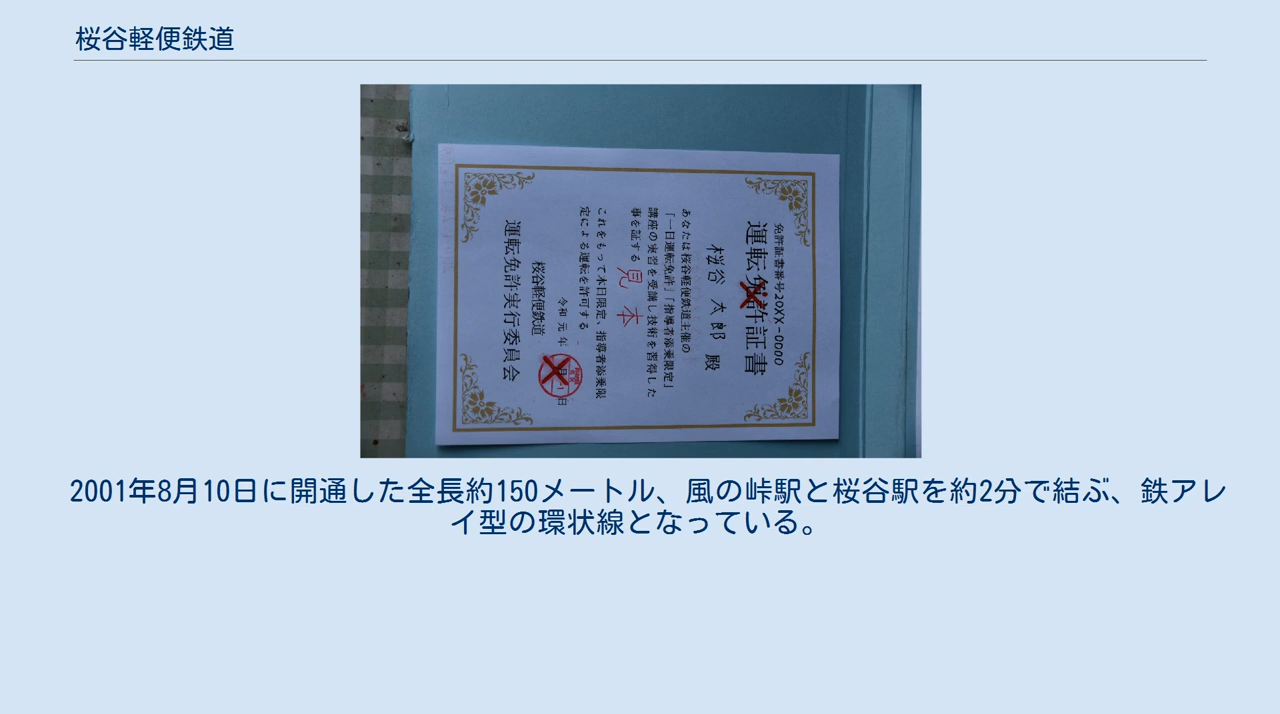 桜谷軽便鉄道
免許証書番号20XX-0000
運転免許証書
桜谷 太郎 殿
あなたは桜谷軽便鉄道主催の
「一日運転免許」「指導者添乗限定」
講座の実習を受講し技術を習得した
事を証する
見本
これをもって本日限定、指導者添乗限
定による運転を許可する
令和元年 月 1日
桜谷軽便鉄道
運転免許実行委員会
2001年8月10日に開通した全長約150メートル、風の峠駅と桜谷駅を約2分で結ぶ、鉄アレ
イ型の環状線となっている。